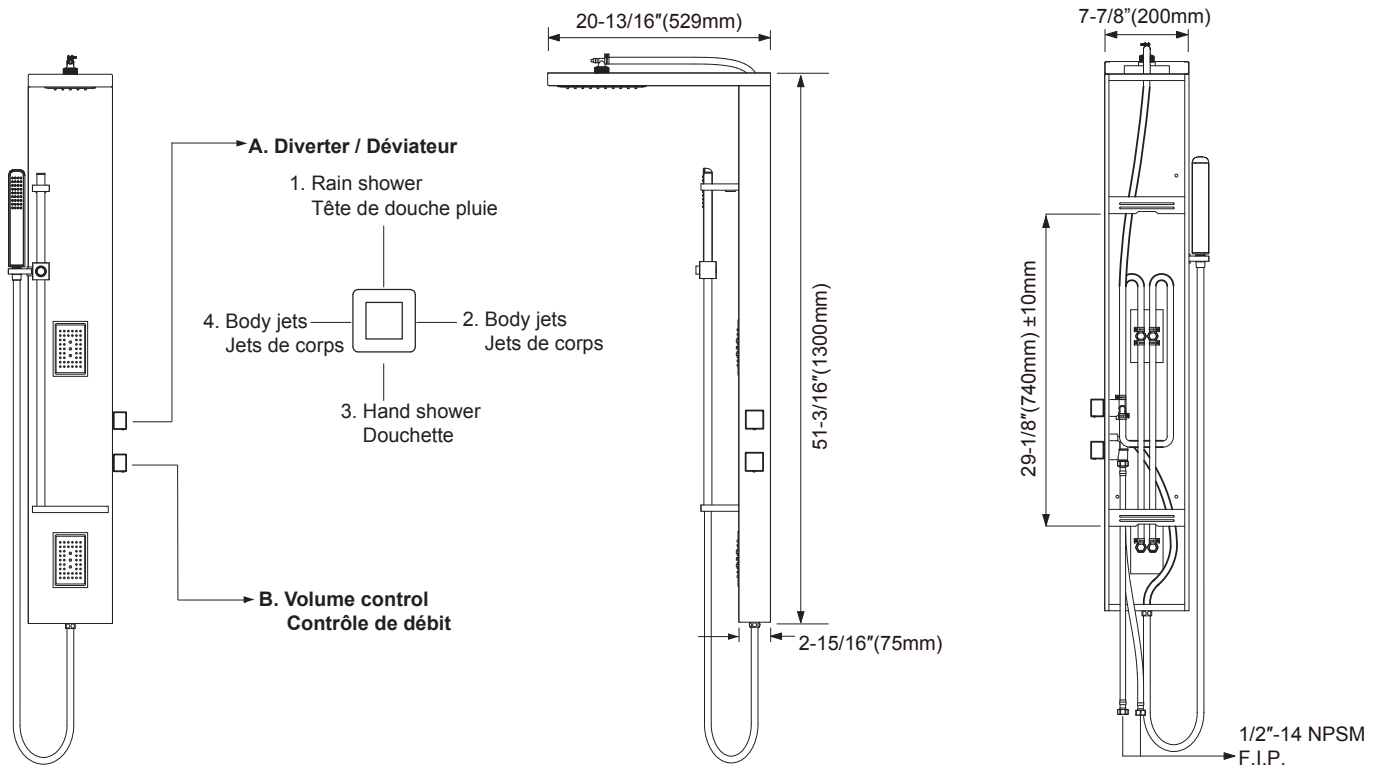 20-13/16"(529mm)
7-7/8”(200mm)
A. Diverter / Déviateur
1. Rain shower
Tête de douche pluie
4. Body jets
Jets de corps
2. Body jets
Jets de corps
3. Hand shower
Douchette
B. Volume control
Contrôle de débit
51-3/16"(1300mm)
2-15/16"(75mm)
29-1/8"(740mm) ±10mm
1/2"-14 NPSM
F.I.P.